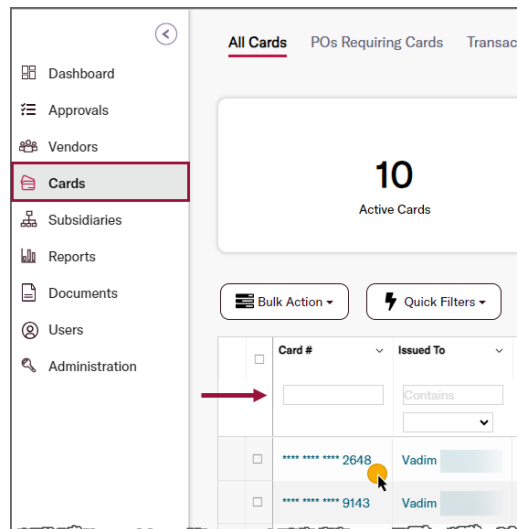 All Cards POs Requiring Cards
Dashboard
Approvals
Vendors
Cards
Subsidiaries
Reports
Documents
Users
Administration
10
Active Cards
Bulk Action
Quick Filters
Card # Issued To
Contains
**** **** **** 2648 Vadim
**** **** **** 9143 Vadim